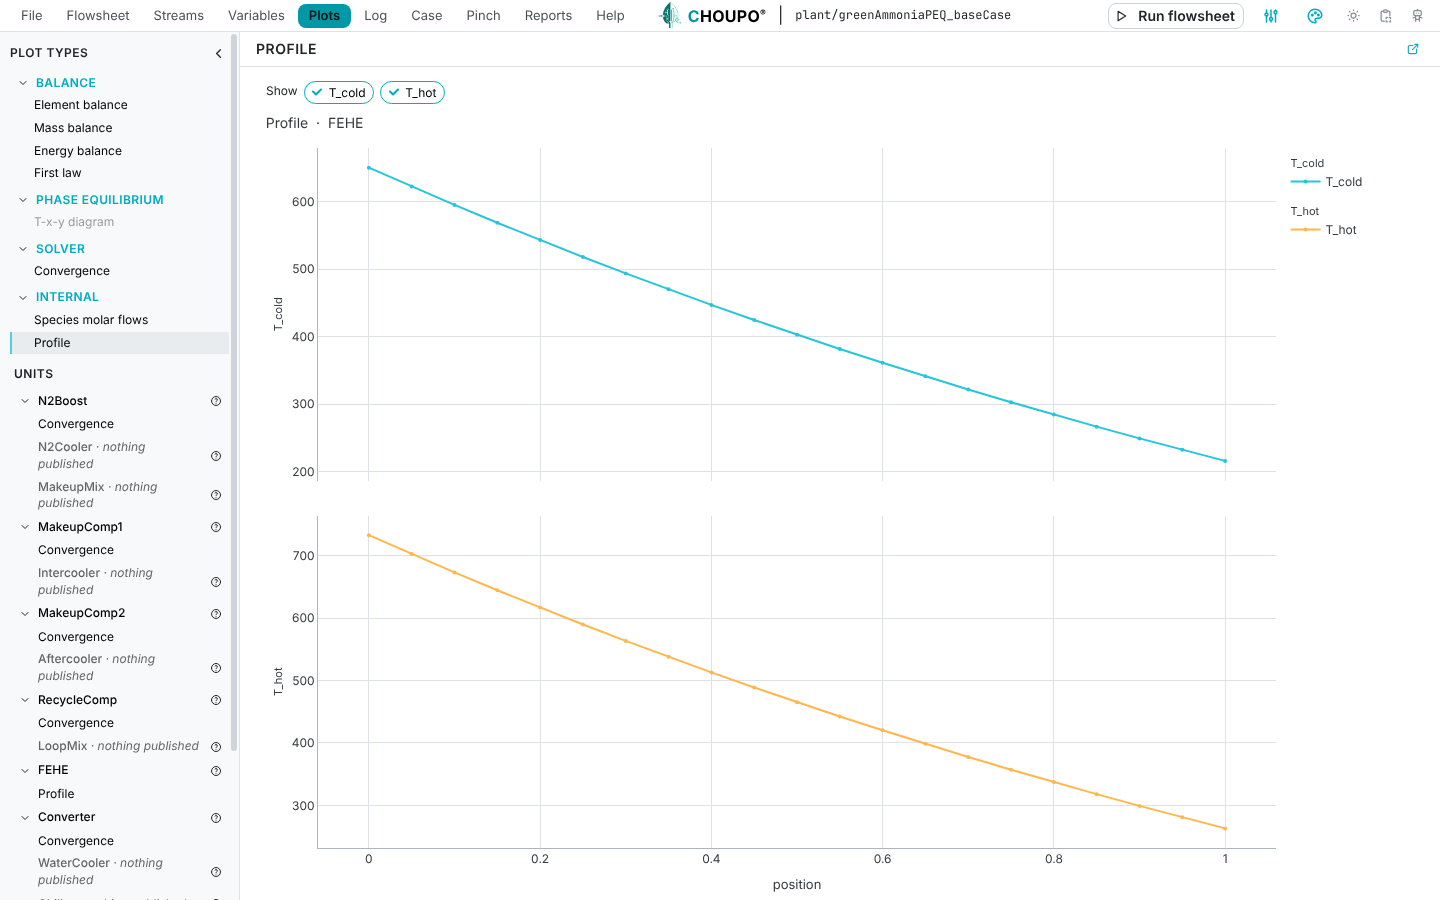 File Flowsheet Streams Variables Plots Log Case Pinch Reports Help CHOUPO® plant/greenAmmoniaPEQ_baseCase Run flowsheet
PLOT TYPES
BALANCE
Element balance
Mass balance
Energy balance
First law
PHASE EQUILIBRIUM
T-x-y diagram
SOLVER
Convergence
INTERNAL
Species molar flows
Profile
UNITS
N2Boost
Convergence
N2Cooler · nothing
published
MakeupMix · nothing
published
MakeupComp1
Convergence
Intercooler · nothing
published
MakeupComp2
Convergence
Aftercooler · nothing
published
RecycleComp
Convergence
LoopMix · nothing published
FEHE
Profile
Converter
Convergence
WaterCooler · nothing
published
PROFILE
Show T_cold T_hot
Profile · FEHE
600
500
400
300
200
T_cold
T_cold
T_cold
T_hot
T_hot
700
600
500
400
300
T_hot
0 0.2 0.4 0.6 0.8 1
position